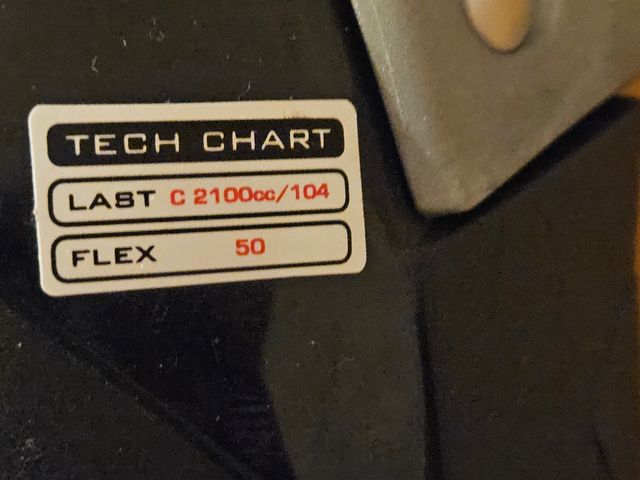 TECH CHART
LAST C 2100cc/104
FLEX 50